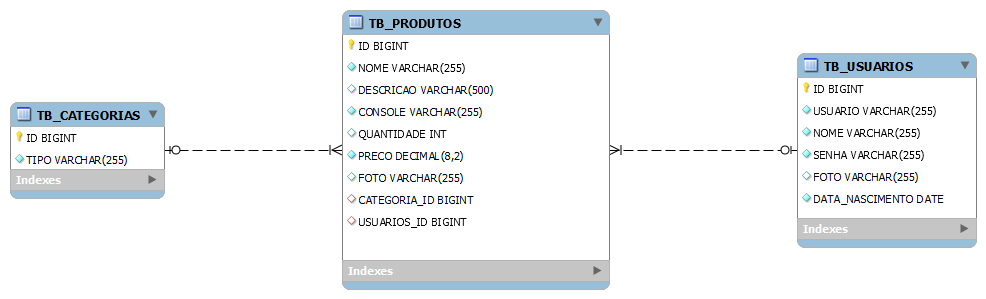 TB_CATEGORIAS
ID BIGINT
TIPO VARCHAR(255)
Indexes
TB_PRODUTOS
ID BIGINT
NOME VARCHAR(255)
DESCRICAO VARCHAR(500)
CONSOLE VARCHAR(255)
QUANTIDADE INT
PRECO DECIMAL(8,2)
FOTO VARCHAR(255)
CATEGORIA_ID BIGINT
USUARIOS_ID BIGINT
Indexes
TB_USUARIOS
ID BIGINT
USUARIO VARCHAR(255)
NOME VARCHAR(255)
SENHA VARCHAR(255)
FOTO VARCHAR(255)
DATA_NASCIMENTO DATE
Indexes